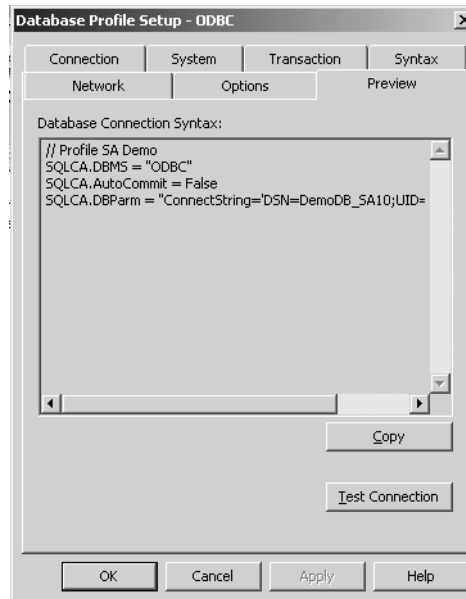 Database Profile Setup - ODBC
Connection System Transaction Syntax
Network Options Preview
Database Connection Syntax:
// Profile SA Demo
SQLCA.DBMS = "ODBC"
SQLCA.AutoCommit = False
SQLCA.DBParm = "ConnectString='DSN=DemoDB_SA10;UID=
Copy
Test Connection
OK Cancel Apply Help